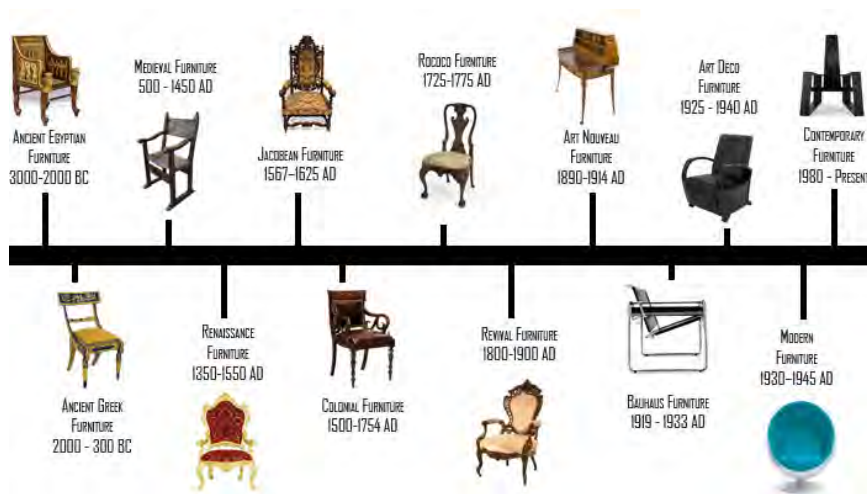 Ancient Egyptian
Furniture
3000-2000 BC
Medieval Furniture
500 - 1450 AD
Jacobean Furniture
1567-1625 AD
Rococo Furniture
1725-1775 AD
Art Nouveau
Furniture
1890-1914 AD
Art Deco
Furniture
1925 - 1940 AD
Contemporary
Furniture
1980 - Present
Ancient Greek
Furniture
2000 - 300 BC
Renaissance
Furniture
1350-1550 AD
Colonial Furniture
1500-1754 AD
Revival Furniture
1800-1900 AD
Bauhaus Furniture
1919 - 1933 AD
Modern
Furniture
1930-1945 AD